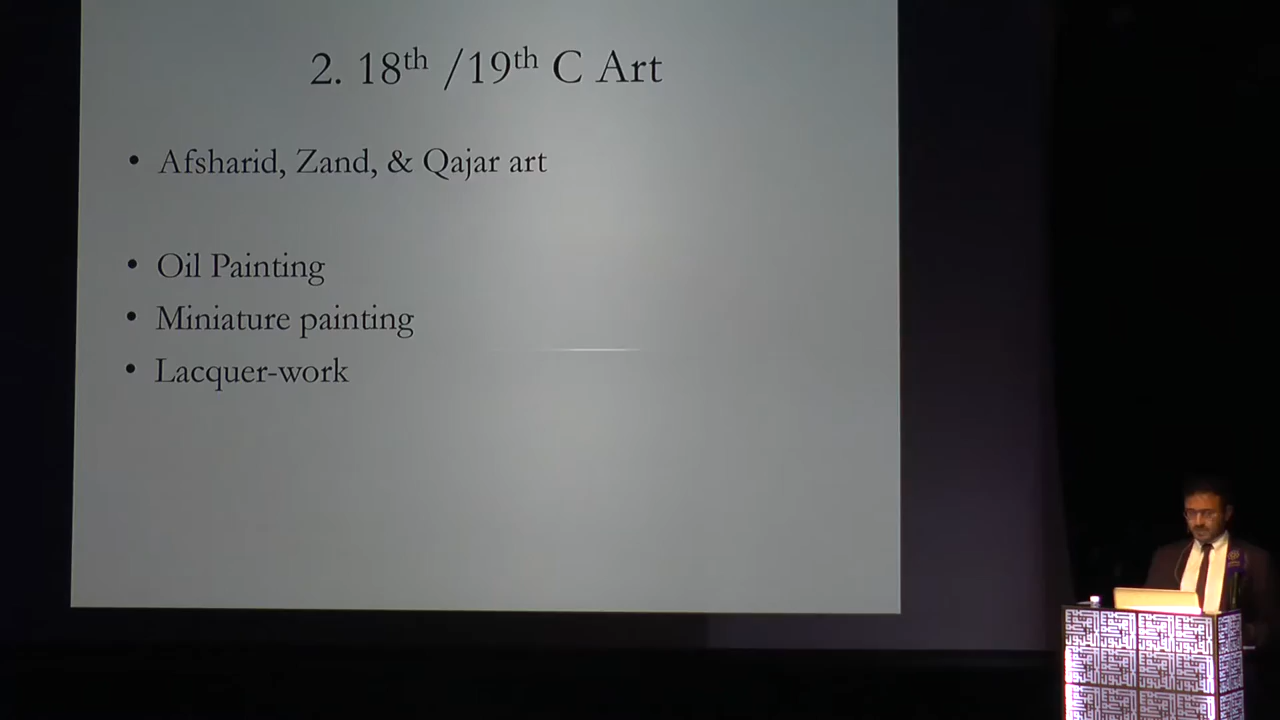 2. 18th /19th C Art
• Afsharid, Zand, & Qajar art
• Oil Painting
• Miniature painting
• Lacquer-work